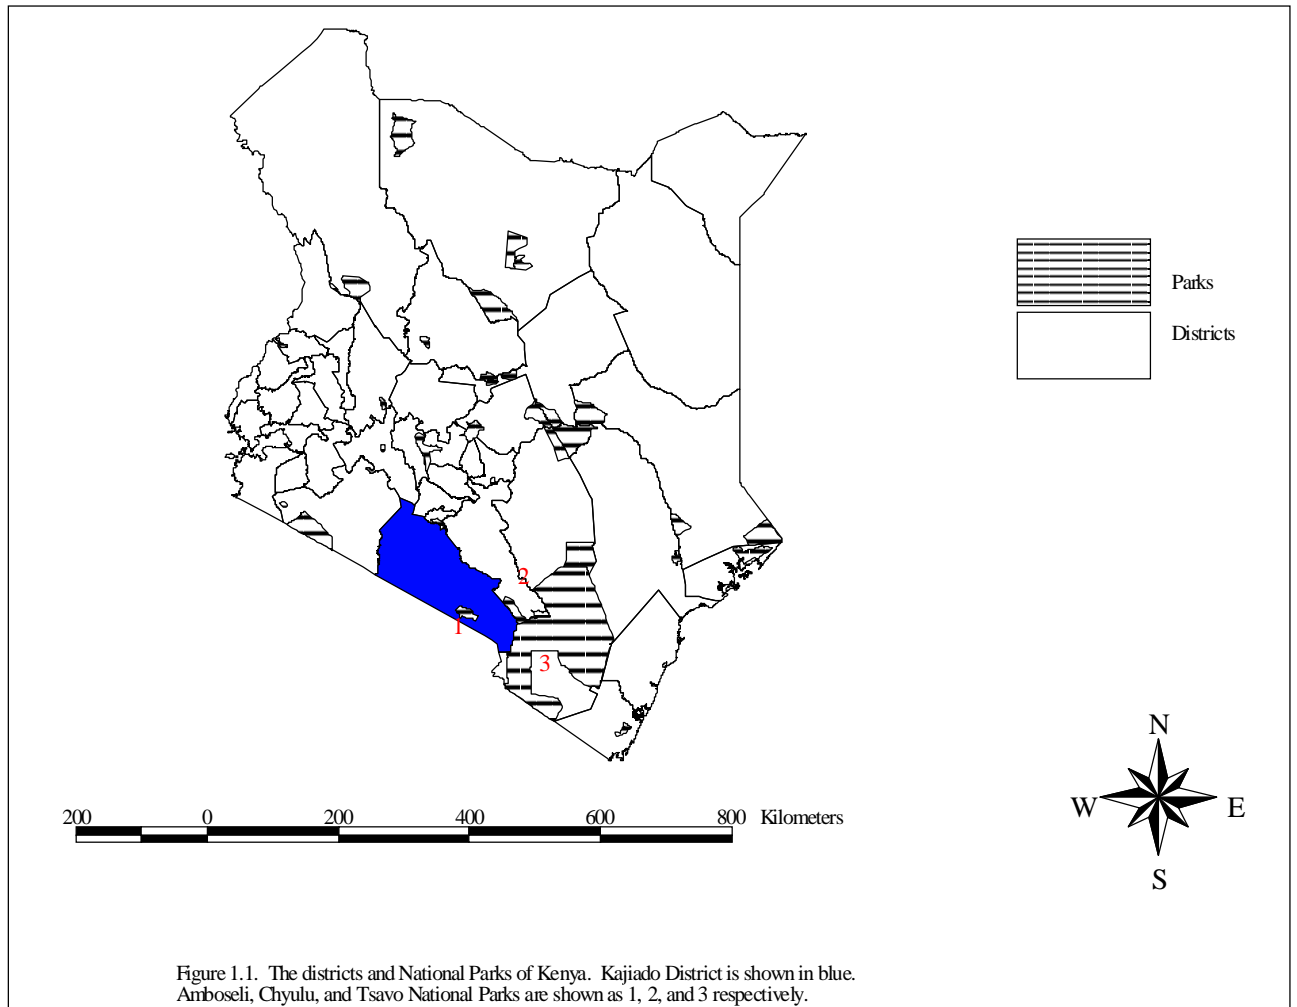 Parks
Districts
2
1
3
N
W E
S
200 0 200 400 600 800 Kilometers
Figure 1.1. The districts and National Parks of Kenya. Kajiado District is shown in blue.
Amboseli, Chyulu, and Tsavo National Parks are shown as 1, 2, and 3 respectively.